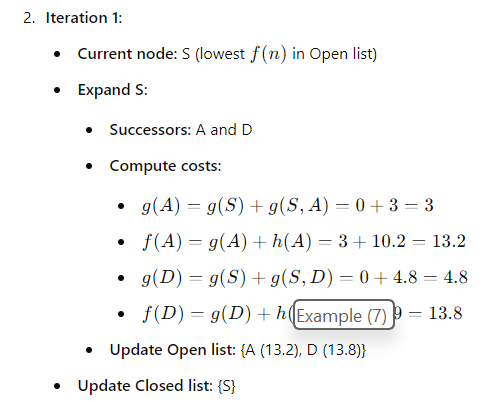 2. Iteration 1:
• Current node: S (lowest f(n) in Open list)
• Expand S:
• Successors: A and D
• Compute costs:
• g(A) = g(S) + g(S, A) = 0 + 3 = 3
• f(A) = g(A) + h(A) = 3 + 10.2 = 13.2
• g(D) = g(S) + g(S, D) = 0 + 4.8 = 4.8
• f(D) = g(D) + h( Example (7) 9 = 13.8
• Update Open list: {A (13.2), D (13.8)}
• Update Closed list: {S}